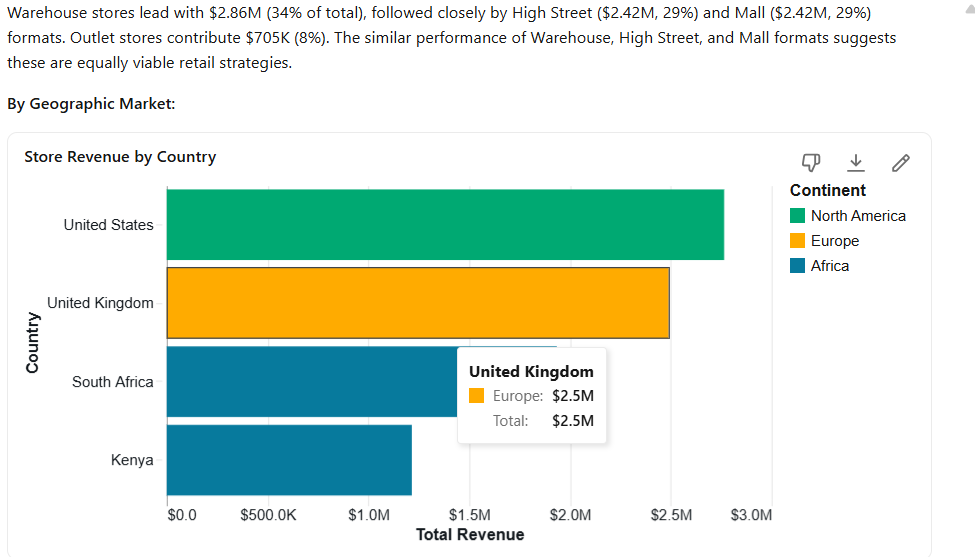 Warehouse stores lead with $2.86M (34% of total), followed closely by High Street ($2.42M, 29%) and Mall ($2.42M, 29%)
formats. Outlet stores contribute $705K (8%). The similar performance of Warehouse, High Street, and Mall formats suggests
these are equally viable retail strategies.
By Geographic Market:
Store Revenue by Country
Continent
North America
Europe
Africa
Country
United States
United Kingdom
South Africa
Kenya
United Kingdom
Europe: $2.5M
Total: $2.5M
$0.0 $500.0K $1.0M $1.5M $2.0M $2.5M $3.0M
Total Revenue